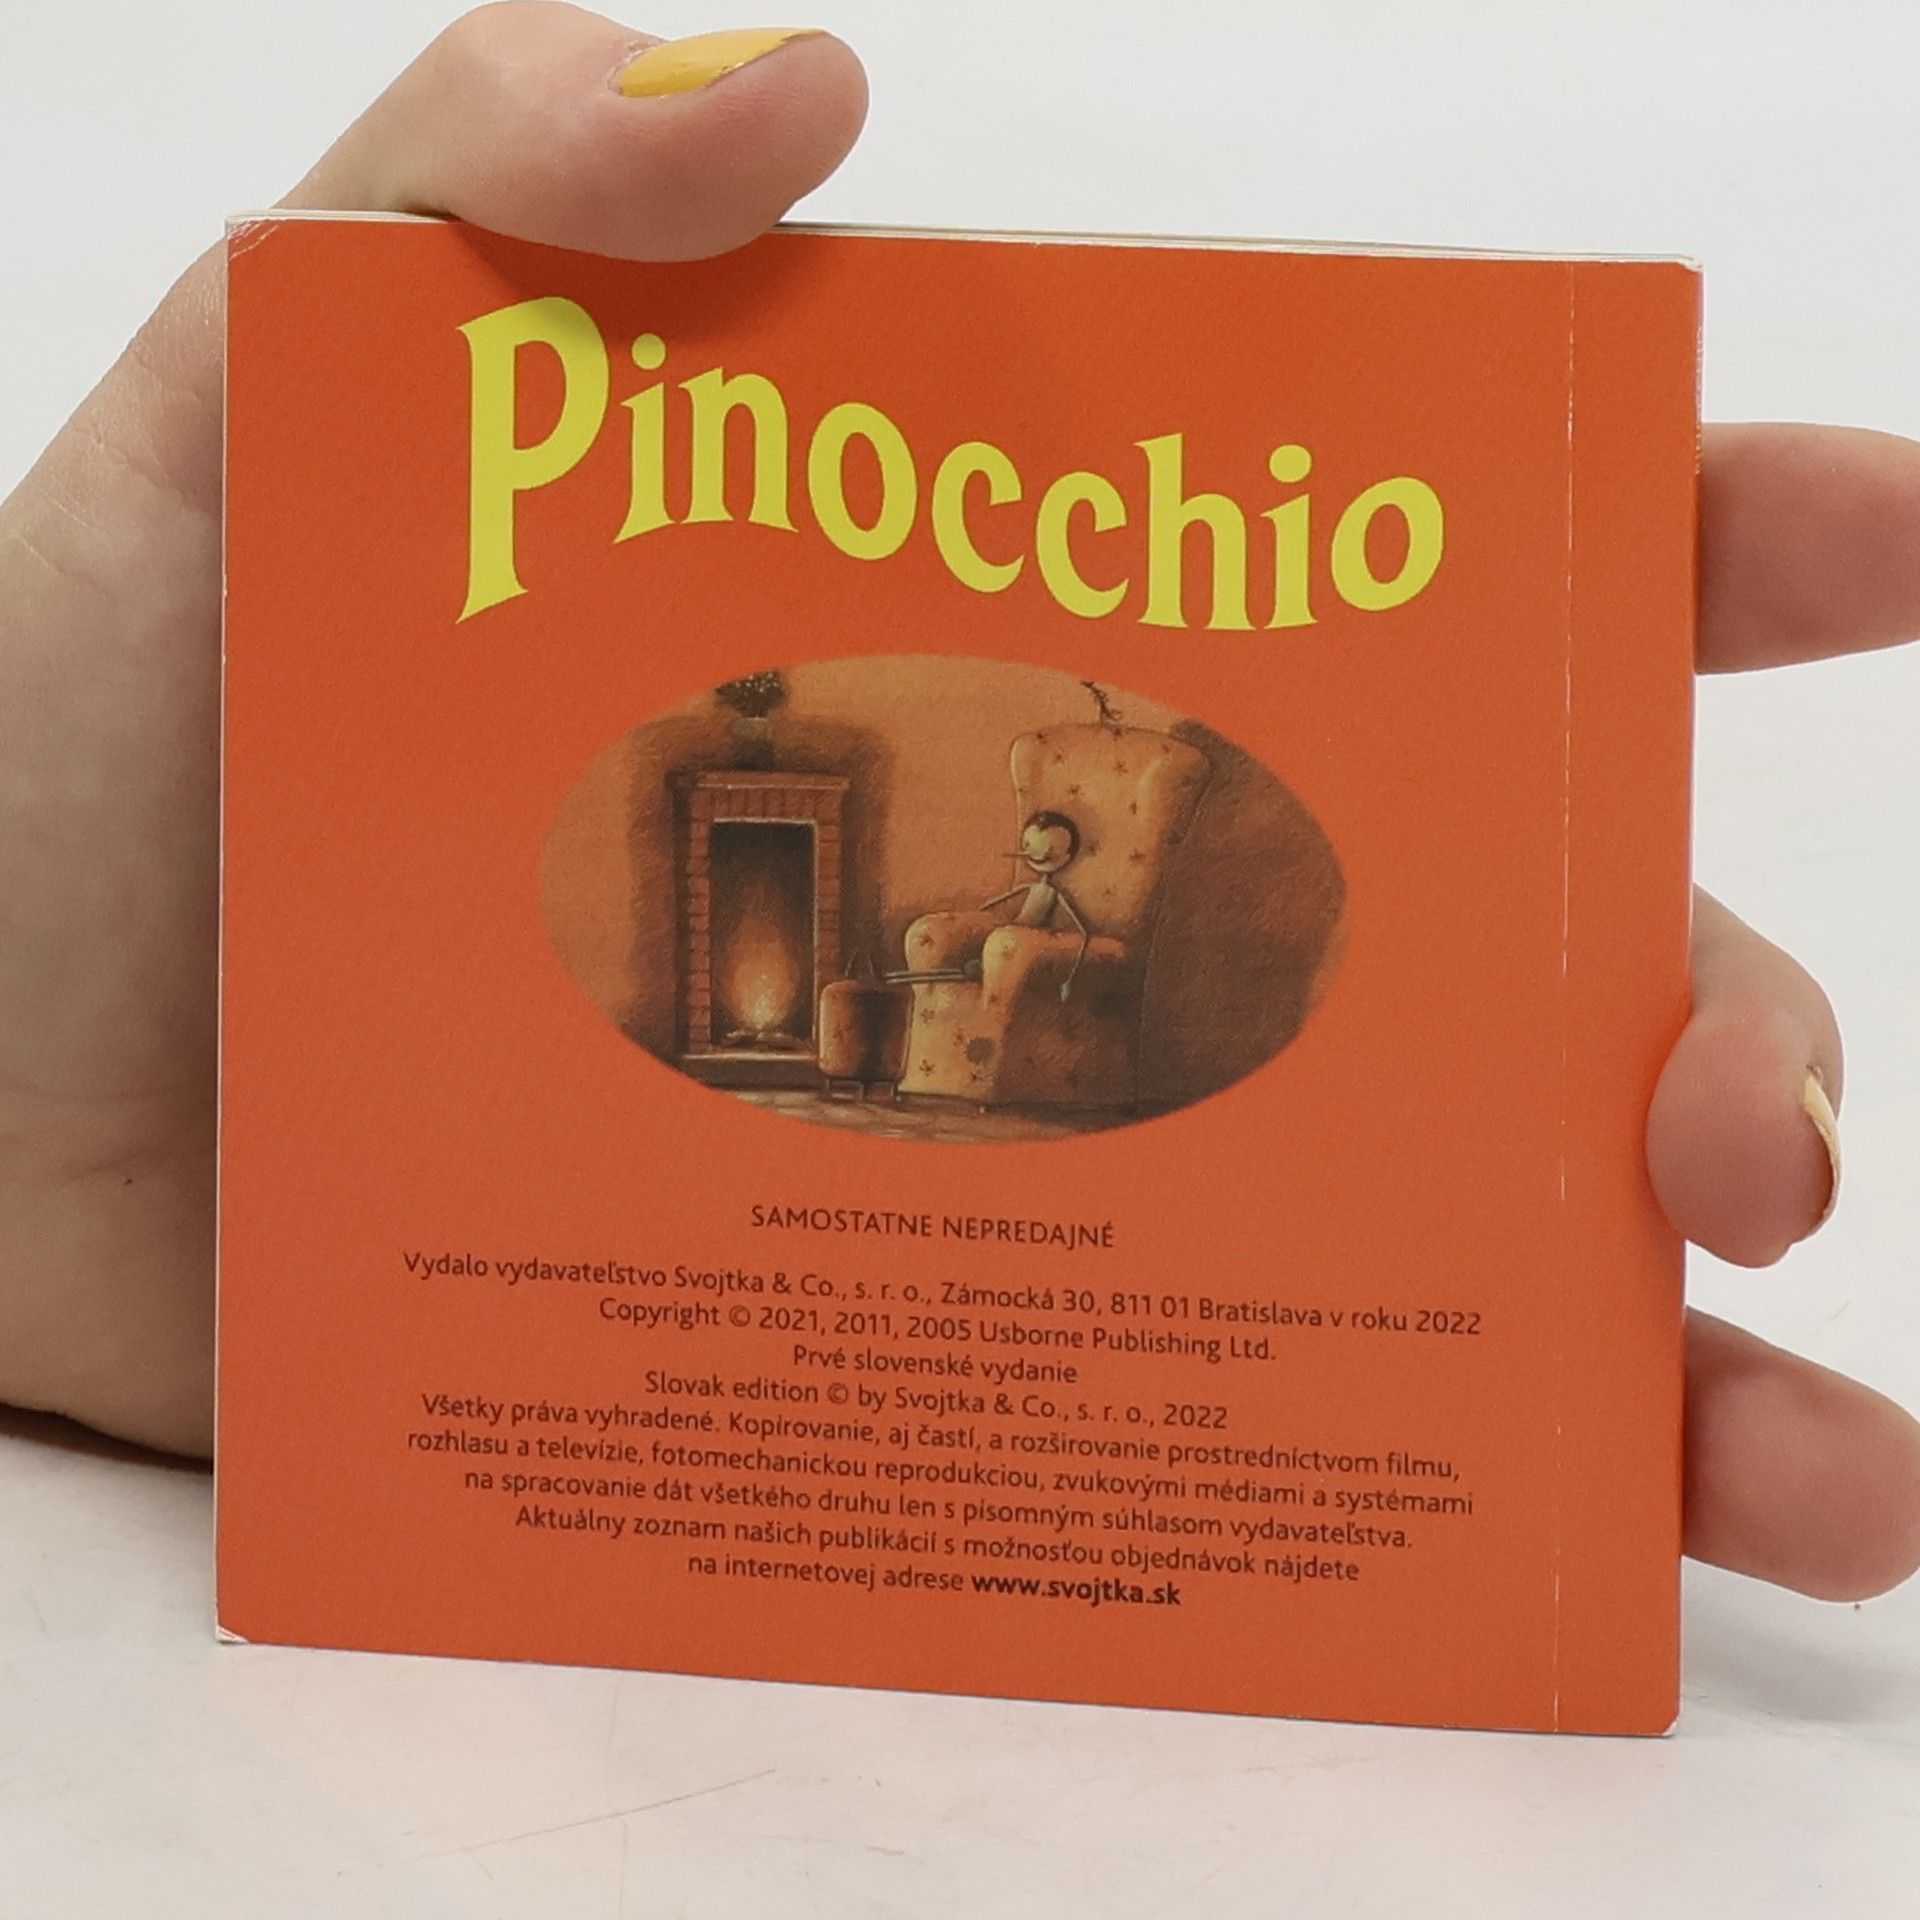 Pinocchio
SAMOSTATNE NEPREDAJNÉ
Vydalo vydavateľstvo Svojtka & Co., s. r. o., Zámocká 30, 811 01 Bratislava v roku 2022
Copyright © 2021, 2011, 2005 Usborne Publishing Ltd.
Prvé slovenské vydanie
Slovak edition © by Svojtka & Co., s. r. o., 2022
Všetky práva vyhradené. Kopírovanie, aj častí, a rozširovanie prostredníctvom filmu,
rozhlasu a televízie, fotomechanickou reprodukciou, zvukovými médiami a systémami
na spracovanie dát všetkého druhu len s písomným súhlasom vydavateľstva.
Aktuálny zoznam našich publikácií s možnosťou objednávok nájdete
na internetovej adrese www.svojtka.sk